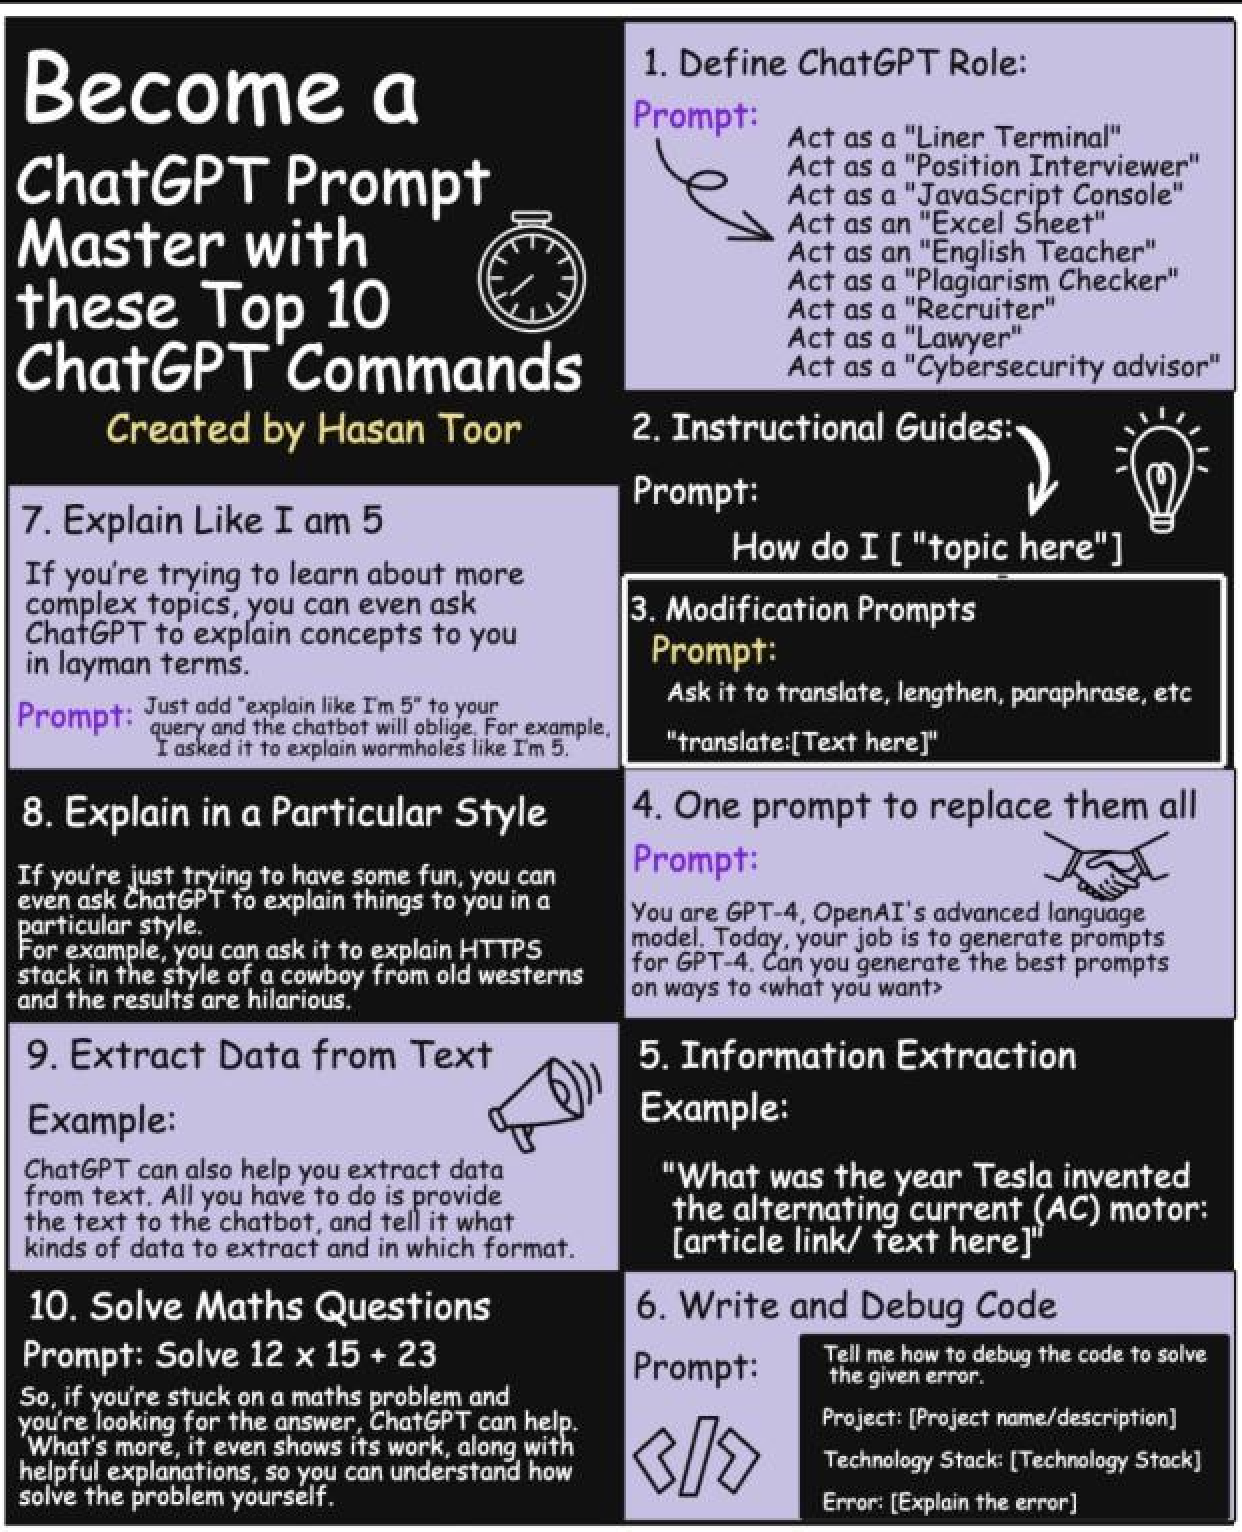 Become a
ChatGPT Prompt
Master with
these Top 10
ChatGPT Commands
Created by Hasan Toor
1. Define ChatGPT Role:
Prompt:
Act as a "Liner Terminal"
Act as a "Position Interviewer"
Act as a "JavaScript Console"
Act as an "Excel Sheet"
Act as an "English Teacher"
Act as a "Plagiarism Checker"
Act as a "Recruiter"
Act as a "Lawyer"
Act as a "Cybersecurity advisor"
2. Instructional Guides:
Prompt:
How do I [ "topic here"]
3. Modification Prompts
Prompt:
Ask it to translate, lengthen, paraphrase, etc
"translate:[Text here]"
4. One prompt to replace them all
Prompt:
You are GPT-4, OpenAI's advanced language
model. Today, your job is to generate prompts
for GPT-4. Can you generate the best prompts
on ways to <what you want>
5. Information Extraction
Example:
"What was the year Tesla invented
the alternating current (AC) motor:
[article link/ text here]"
6. Write and Debug Code
Prompt:
Tell me how to debug the code to solve
the given error.
Project: [Project name/description]
Technology Stack: [Technology Stack]
Error: [Explain the error]
7. Explain Like I am 5
If you're trying to learn about more
complex topics, you can even ask
ChatGPT to explain concepts to you
in layman terms.
Prompt: Just add "explain like I'm 5" to your
query and the chatbot will oblige. For example,
I asked it to explain wormholes like I'm 5.
8. Explain in a Particular Style
If you're just trying to have some fun, you can
even ask ChatGPT to explain things to you in a
particular style.
For example, you can ask it to explain HTTPS
stack in the style of a cowboy from old westerns
and the results are hilarious.
9. Extract Data from Text
Example:
ChatGPT can also help you extract data
from text. All you have to do is provide
the text to the chatbot, and tell it what
kinds of data to extract and in which format.
10. Solve Maths Questions
Prompt: Solve 12 x 15 + 23
So, if you're stuck on a maths problem and
you're looking for the answer, ChatGPT can help.
What's more, it even shows its work, along with
helpful explanations, so you can understand how
solve the problem yourself.